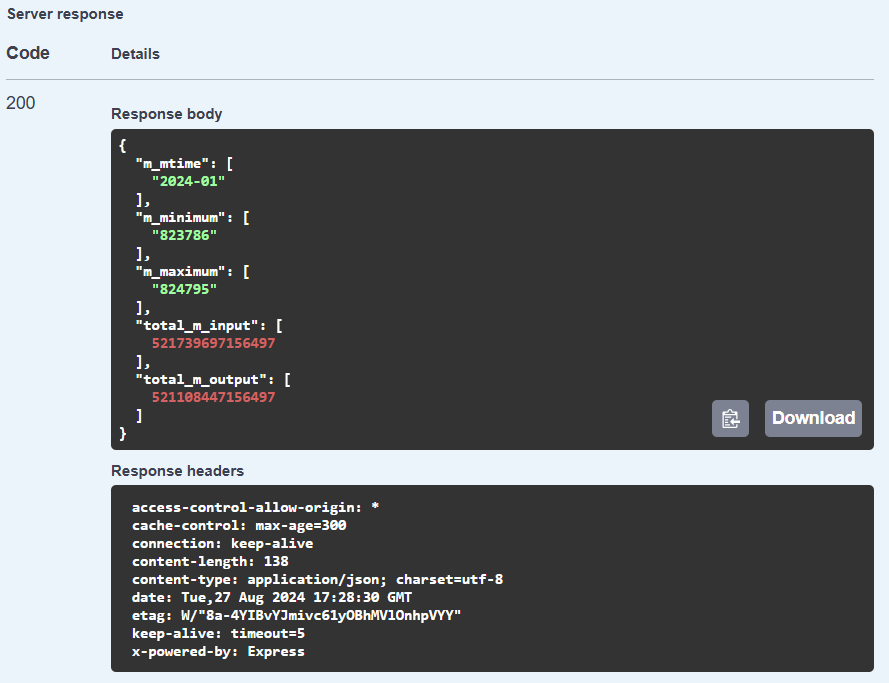 Server response
Code Details
200
Response body
{
"m_mtime": [
"2024-01"
],
"m_minimum": [
"823786"
],
"m_maximum": [
"824795"
],
"total_m_input": [
521739697156497
],
"total_m_output": [
521108447156497
]
}
Download
Response headers
access-control-allow-origin: *
cache-control: max-age=300
connection: keep-alive
content-length: 138
content-type: application/json; charset=utf-8
date: Tue,27 Aug 2024 17:28:30 GMT
etag: W/"8a-4YIBvYJmivc61yOBhMVlOnhpVYY"
keep-alive: timeout=5
x-powered-by: Express